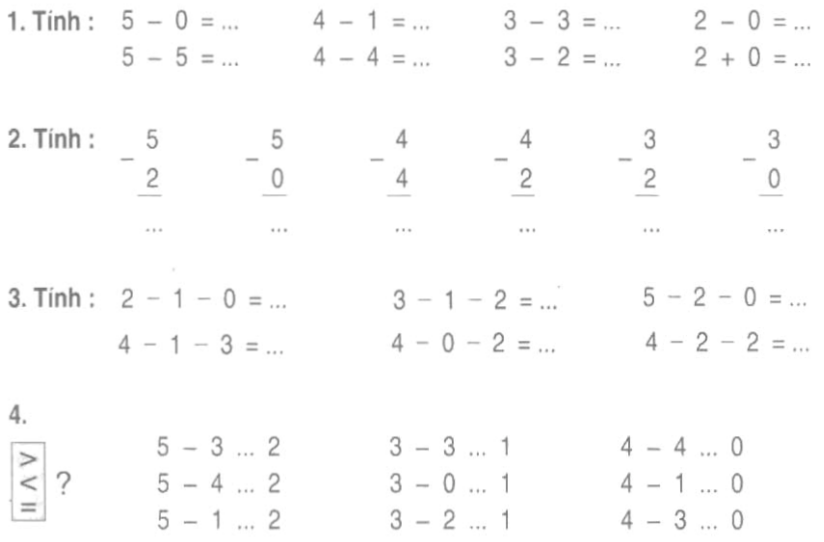 1. Tính : 5 - 0 = ... 4 - 1 = ... 3 - 3 = ... 2 - 0 = ...
5 - 5 = ... 4 - 4 = ... 3 - 2 = ... 2 + 0 = ...
2. Tính : - 5 - 5 - 4 - 4 - 3 - 3
2 0 4 2 2 0
... ... ... ... ... ...
3. Tính : 2 - 1 - 0 = ... 3 - 1 - 2 = ... 5 - 2 - 0 = ...
4 - 1 - 3 = ... 4 - 0 - 2 = ... 4 - 2 - 2 = ...
4.
> 5 - 3 ... 2 3 - 3 ... 1 4 - 4 ... 0
< ? 5 - 4 ... 2 3 - 0 ... 1 4 - 1 ... 0
= 5 - 1 ... 2 3 - 2 ... 1 4 - 3 ... 0